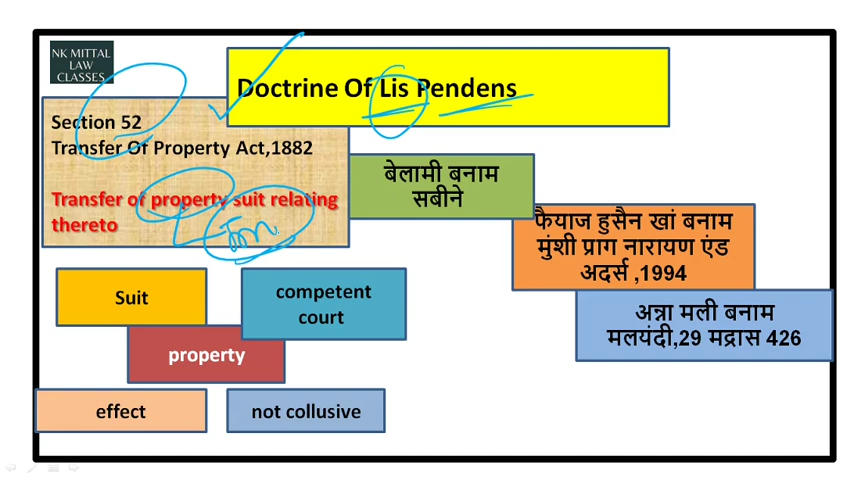 NK MITTAL
LAW
CLASSES
Doctrine Of Lis Pendens
Section 52
Transfer Of Property Act,1882
Transfer of property suit relating
thereto
Im
बेलामी बनाम
सबीने
फैयाज हुसैन खां बनाम
मुंशी प्राग नारायण एंड
अदर्स ,1994
अन्ना मली बनाम
मलयंदी,29 मद्रास 426
Suit
competent
court
property
effect
not collusive